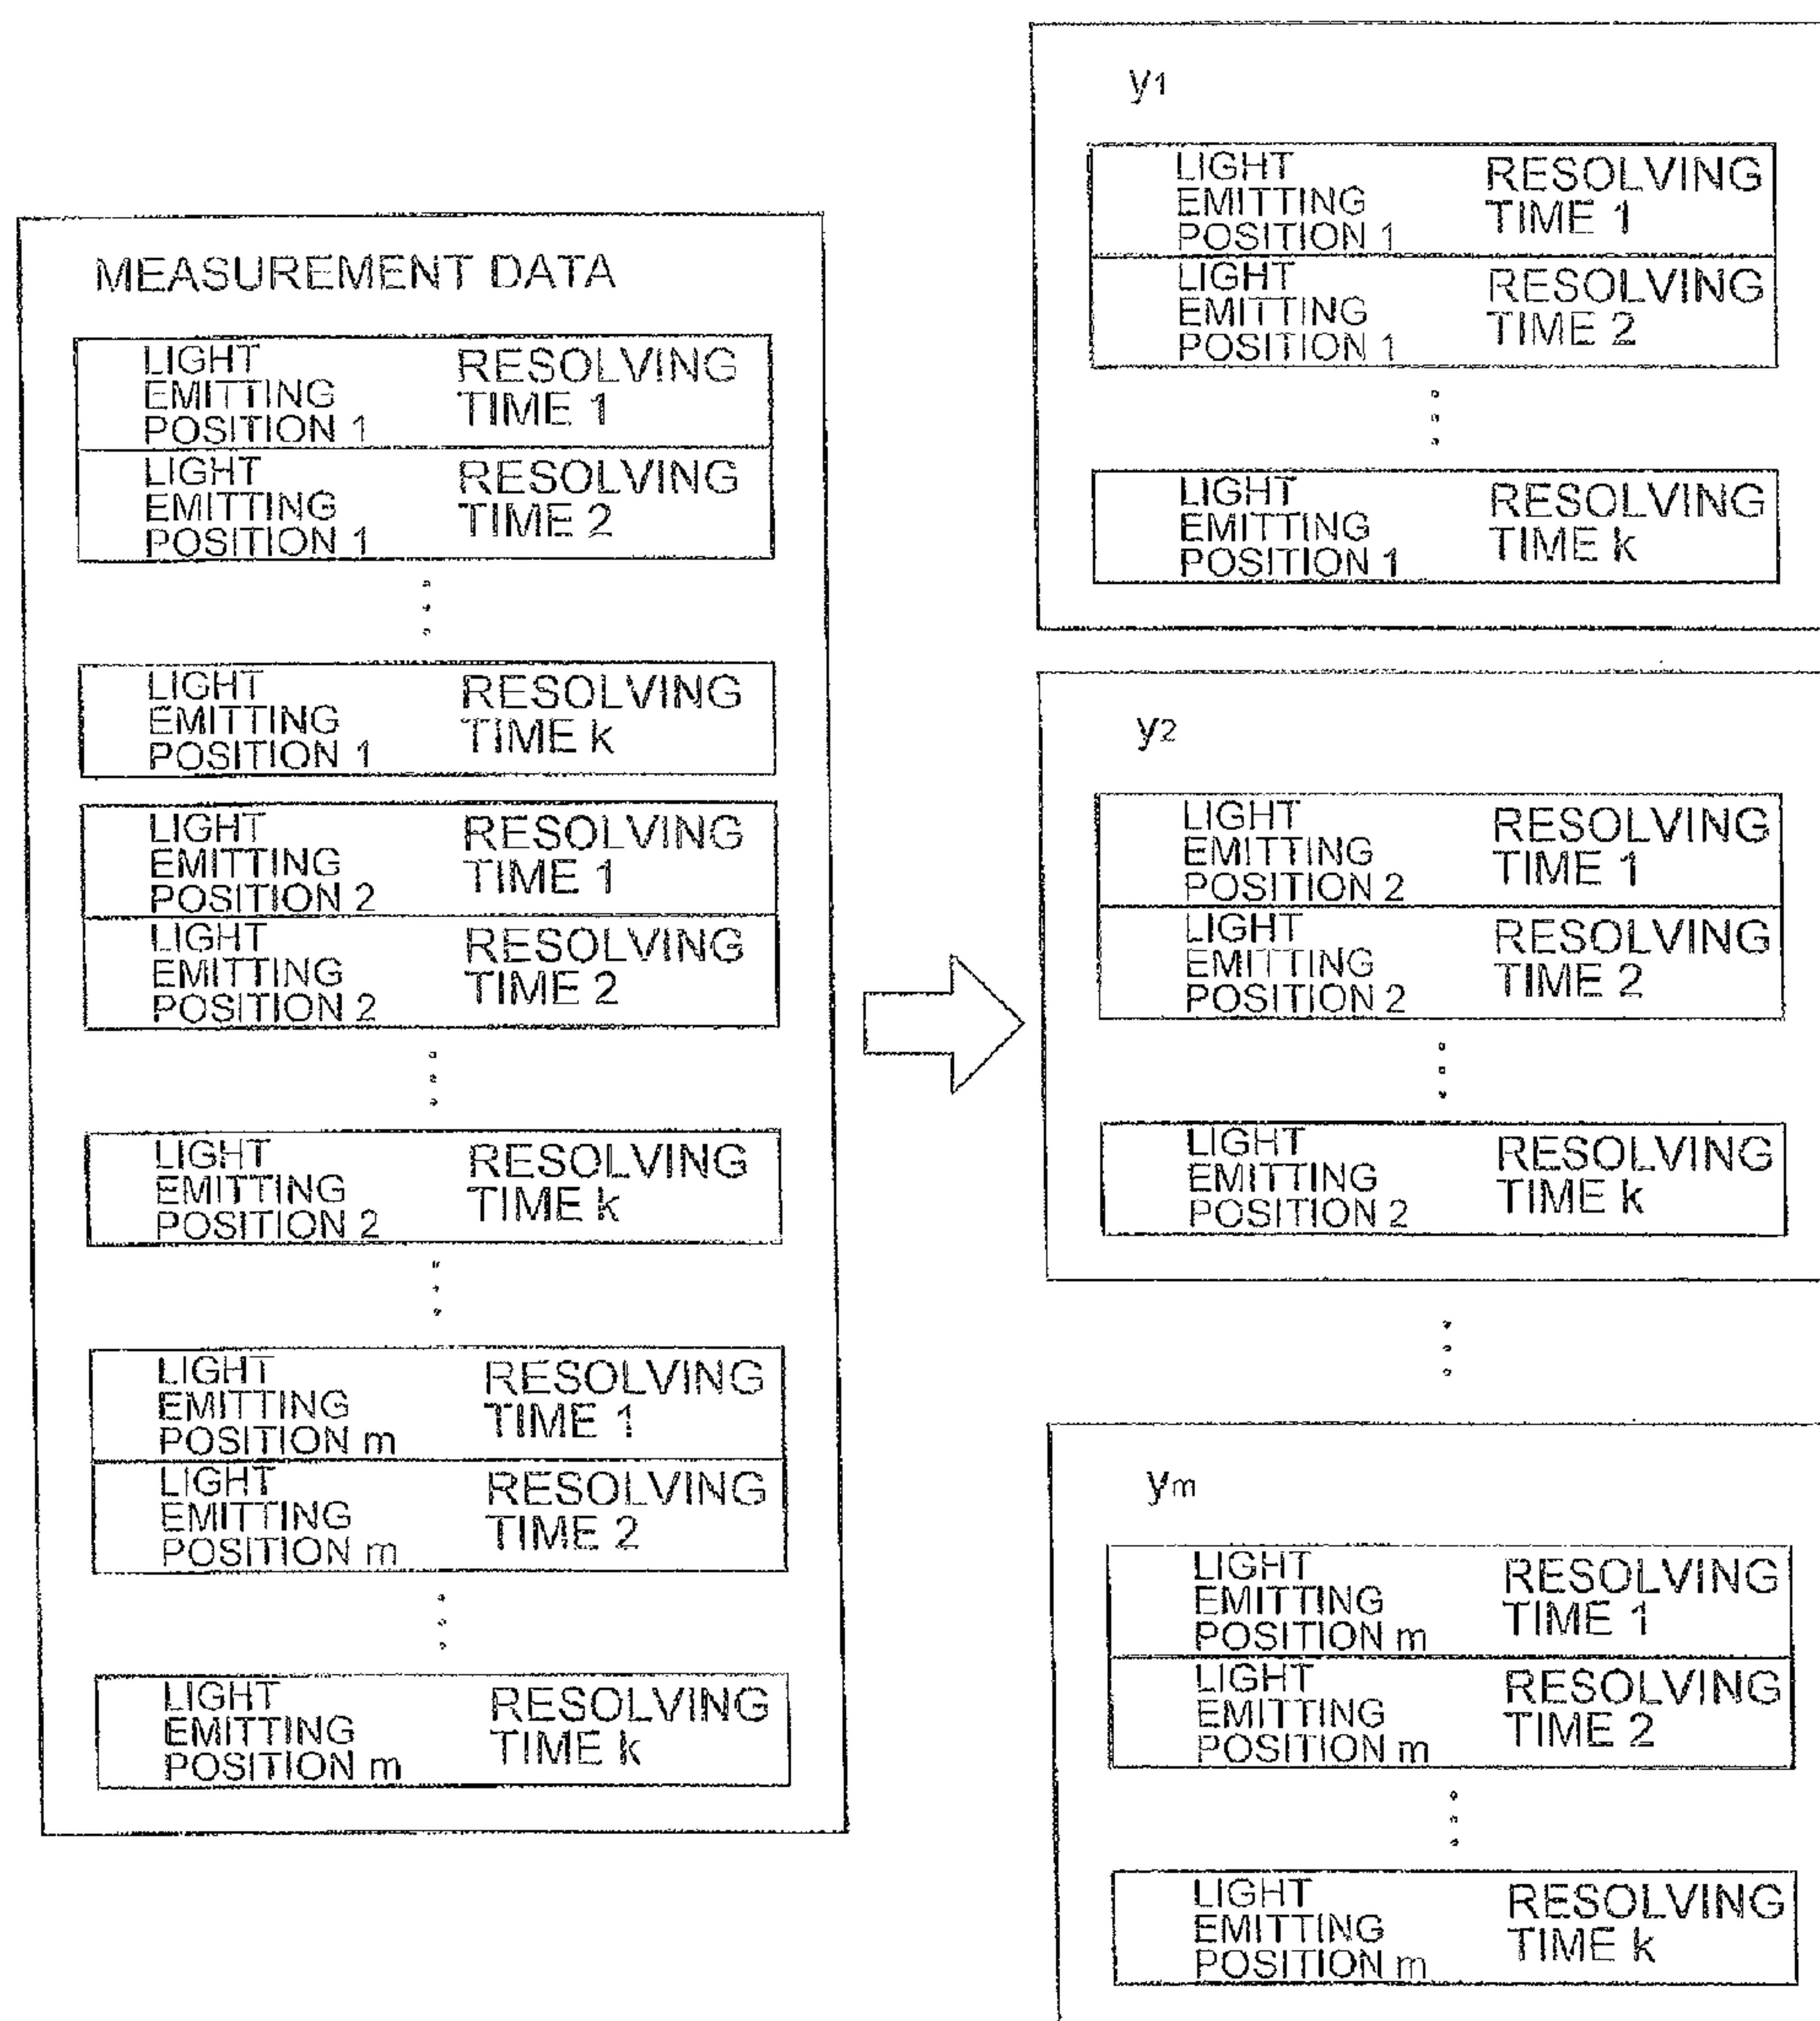 MEASUREMENT DATA
LIGHT
EMITTING
POSITION 1
RESOLVING
TIME 1
LIGHT
EMITTING
POSITION 1
RESOLVING
TIME 2
LIGHT
EMITTING
POSITION 1
RESOLVING
TIME k
LIGHT
EMITTING
POSITION 2
RESOLVING
TIME 1
LIGHT
EMITTING
POSITION 2
RESOLVING
TIME 2
LIGHT
EMITTING
POSITION 2
RESOLVING
TIME k
LIGHT
EMITTING
POSITION m
RESOLVING
TIME 1
LIGHT
EMITTING
POSITION m
RESOLVING
TIME 2
LIGHT
EMITTING
POSITION m
RESOLVING
TIME k
y1
LIGHT
EMITTING
POSITION 1
RESOLVING
TIME 1
LIGHT
EMITTING
POSITION 1
RESOLVING
TIME 2
LIGHT
EMITTING
POSITION 1
RESOLVING
TIME k
y2
LIGHT
EMITTING
POSITION 2
RESOLVING
TIME 1
LIGHT
EMITTING
POSITION 2
RESOLVING
TIME 2
LIGHT
EMITTING
POSITION 2
RESOLVING
TIME k
ym
LIGHT
EMITTING
POSITION m
RESOLVING
TIME 1
LIGHT
EMITTING
POSITION m
RESOLVING
TIME 2
LIGHT
EMITTING
POSITION m
RESOLVING
TIME k